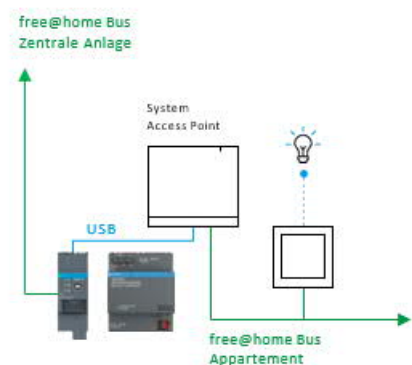 free@home Bus
Zentrale Anlage
System
Access Point
USB
free@home Bus
Appartement